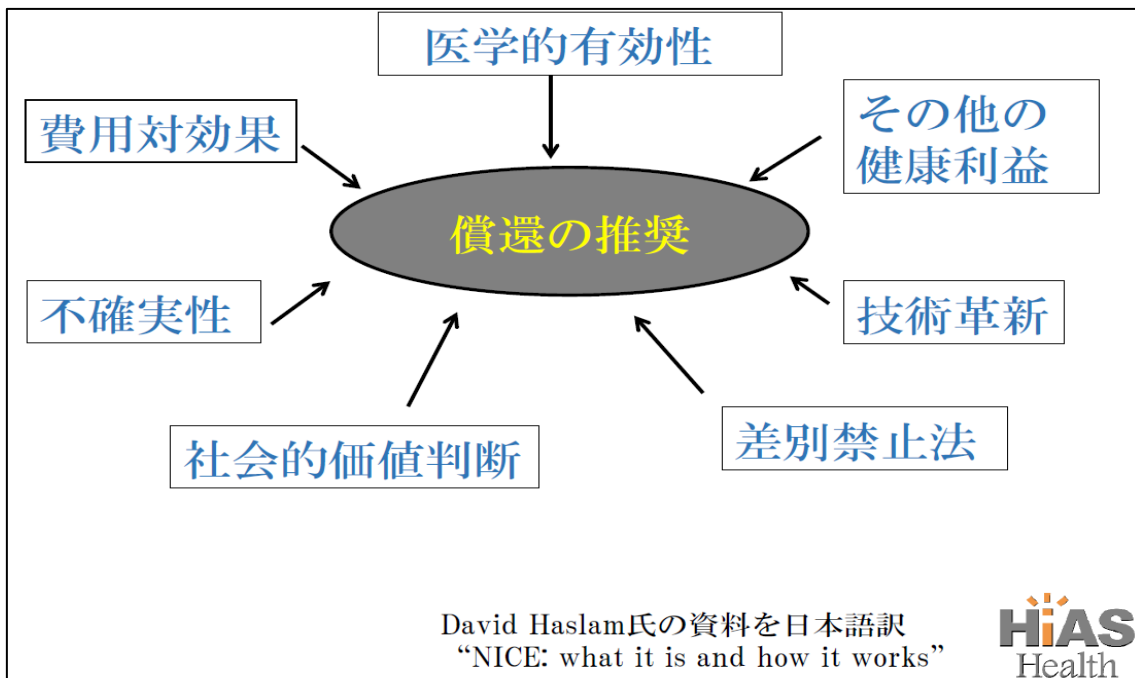 医学的有効性
費用対効果
その他の
健康利益
償還の推奨
不確実性
技術革新
社会的価値判断
差別禁止法
David Haslam氏の資料を日本語訳
“NICE: what it is and how it works”
HiAS
Health